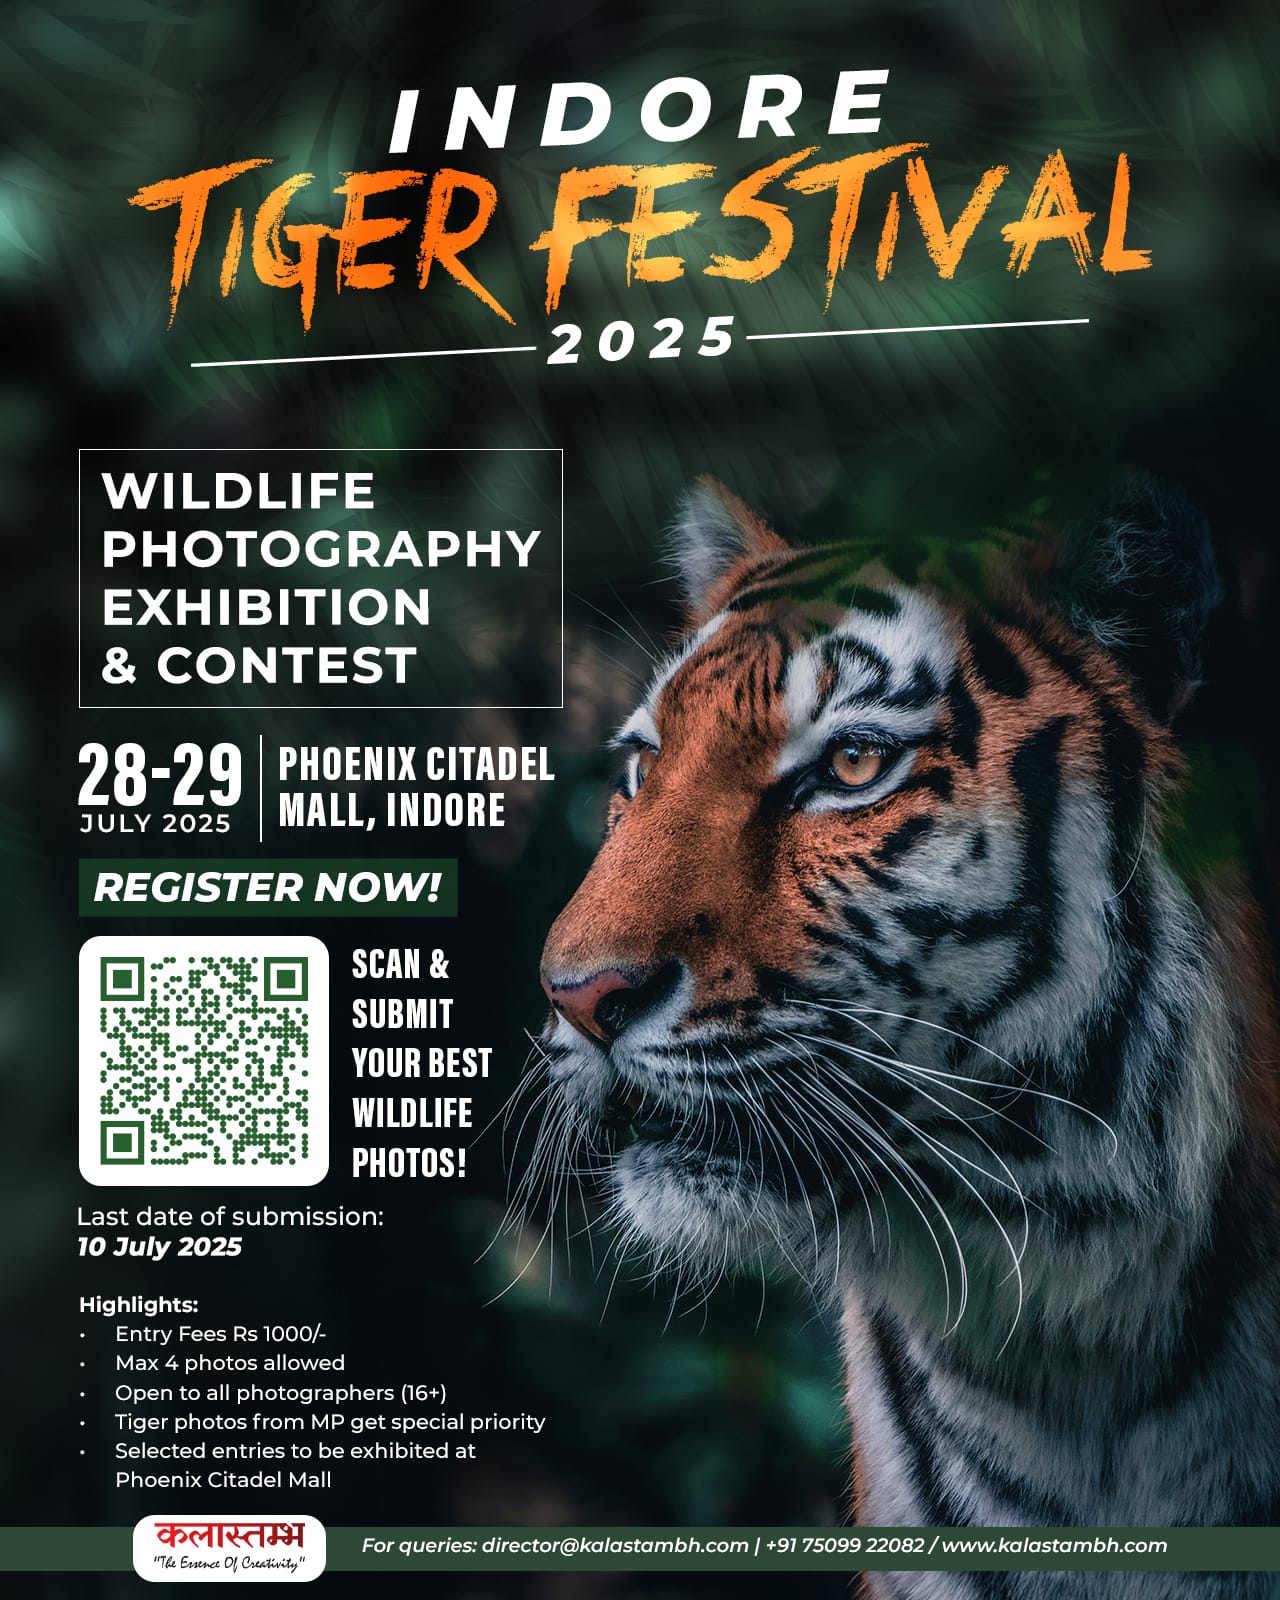 INDORE
TIGER FESTIVAL
2025
WILDLIFE
PHOTOGRAPHY
EXHIBITION
& CONTEST
28-29
JULY 2025
PHOENIX CITADEL
MALL, INDORE
REGISTER NOW!
SCAN &
SUBMIT
YOUR BEST
WILDLIFE
PHOTOS!
Last date of submission:
10 July 2025
Highlights:
• Entry Fees Rs 1000/-
• Max 4 photos allowed
• Open to all photographers (16+)
• Tiger photos from MP get special priority
• Selected entries to be exhibited at
Phoenix Citadel Mall
कलास्तम्भ
"The Essence Of Creativity"
For queries: director@kalastambh.com | +91 75099 22082 / www.kalastambh.com